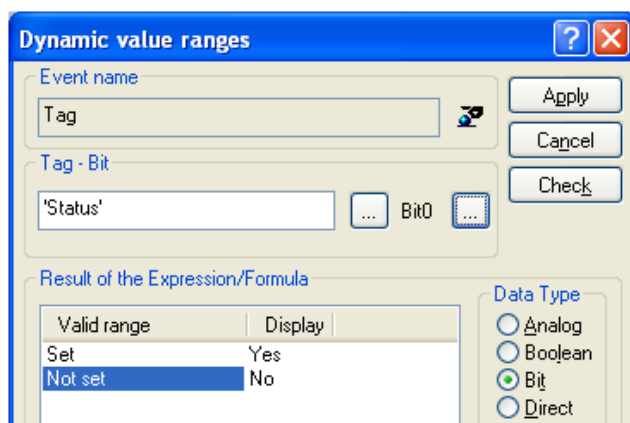 Dynamic value ranges
Event name
Tag
Apply
Cancel
Check
Tag - Bit
'Status'
...
Bit0
...
Result of the Expression/Formula
Valid range Display
Set Yes
Not set No
Data Type
Analog
Boolean
Bit
Direct